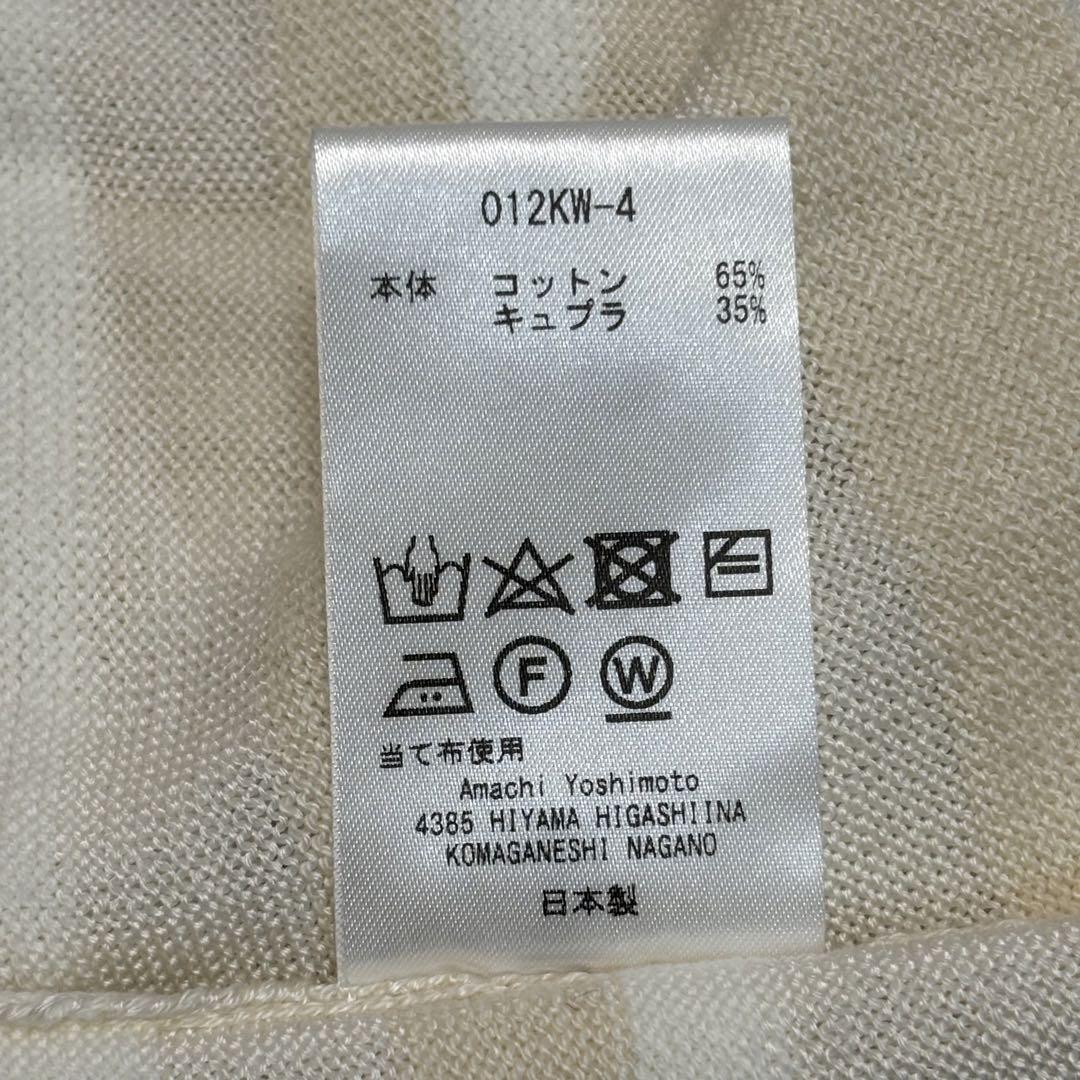 012KW-4
本体 コットン 65%
キュプラ 35%
F W
当て布使用
Amachi Yoshimoto
4385 HIYAMA HIGASHIINA
KOMAGANESHI NAGANO
日本製